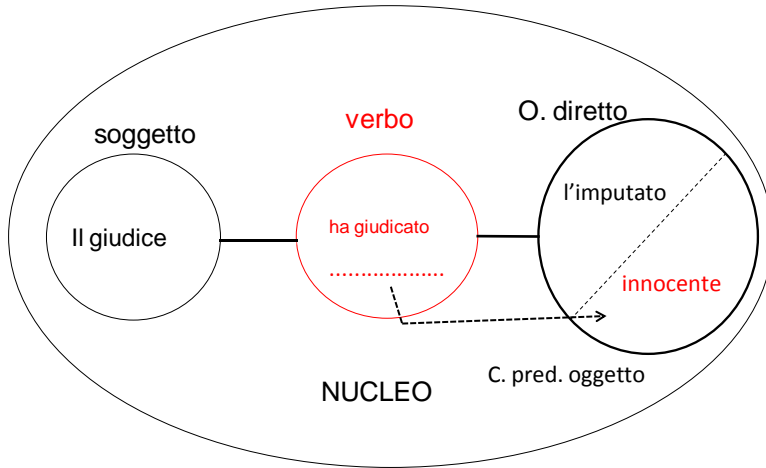 soggetto
verbo
O. diretto
Il giudice
ha giudicato
....................
l'imputato
innocente
C. pred. oggetto
NUCLEO